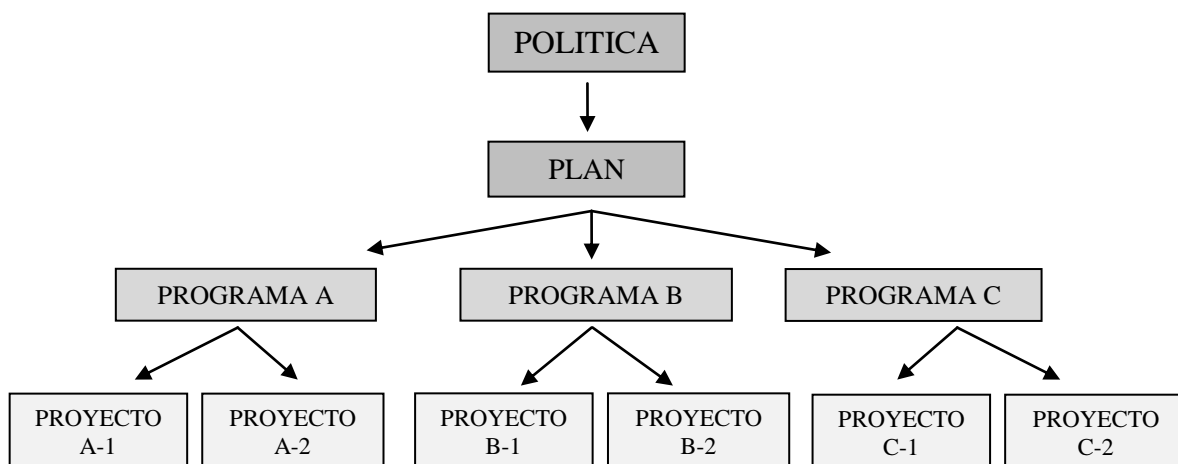 POLITICA
PLAN
PROGRAMA A
PROGRAMA B
PROGRAMA C
PROYECTO
A-1
PROYECTO
A-2
PROYECTO
B-1
PROYECTO
B-2
PROYECTO
C-1
PROYECTO
C-2